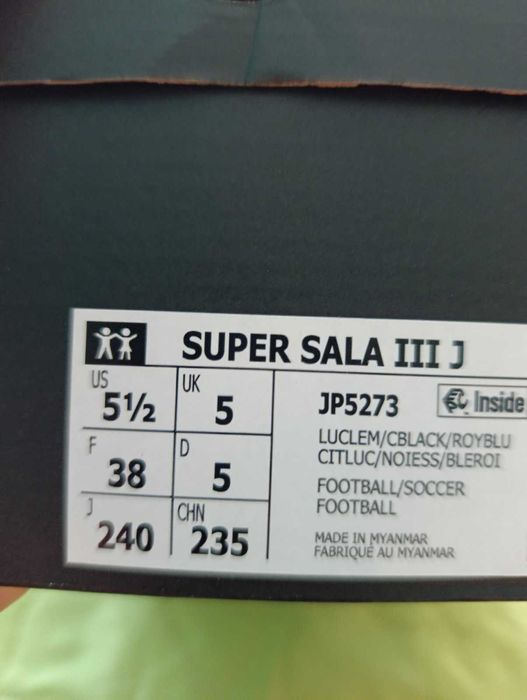 SUPER SALA III J
US
5½
UK
5
F
38
D
5
J
240
CHN
235
JP5273
Inside
LUCLEM/CBLACK/ROYBLU
CITLUC/NOIESS/BLEROI
FOOTBALL/SOCCER
FOOTBALL
MADE IN MYANMAR
FABRIQUÉ AU MYANMAR